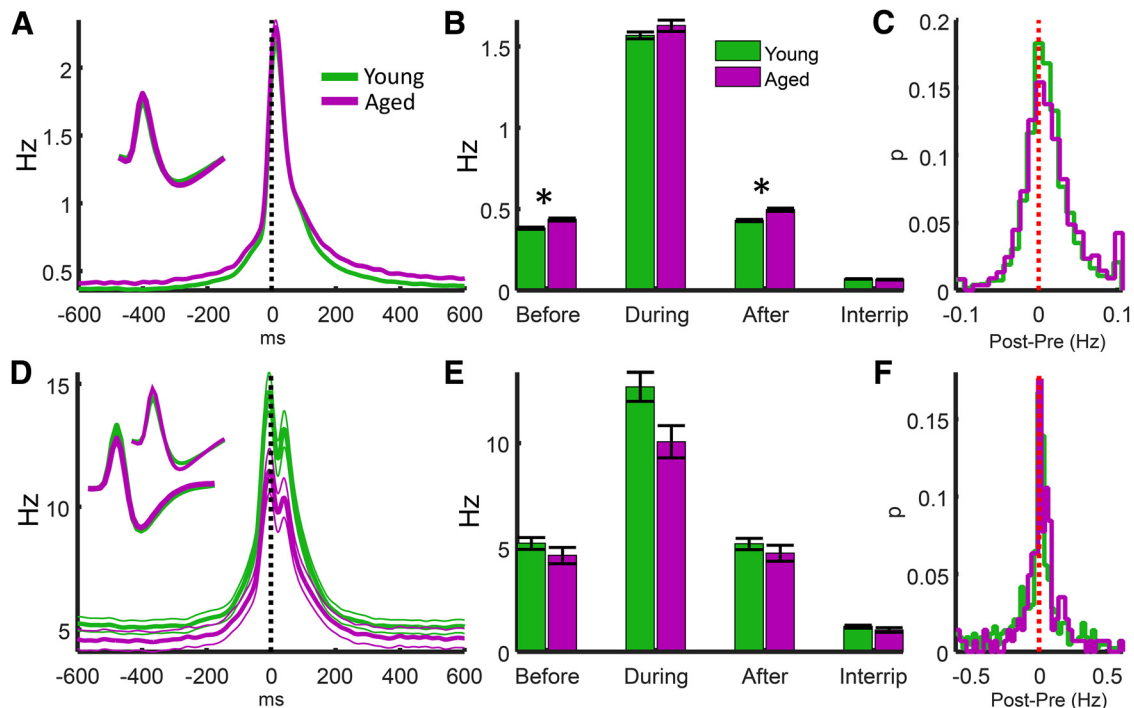 A
Hz
2
1.5
1
0.5
Young
Aged
-600 -400 -200 0 200 400 600
ms
B
Hz
1.5
1
0.5
0
Young
Aged
*
*
Before During After Interrip
C
p
0.2
0.15
0.1
0.05
0
-0.1 0 0.1
Post-Pre (Hz)
D
Hz
15
10
5
-600 -400 -200 0 200 400 600
ms
E
Hz
10
5
0
Before During After Interrip
F
p
0.15
0.1
0.05
0
-0.5 0 0.5
Post-Pre (Hz)